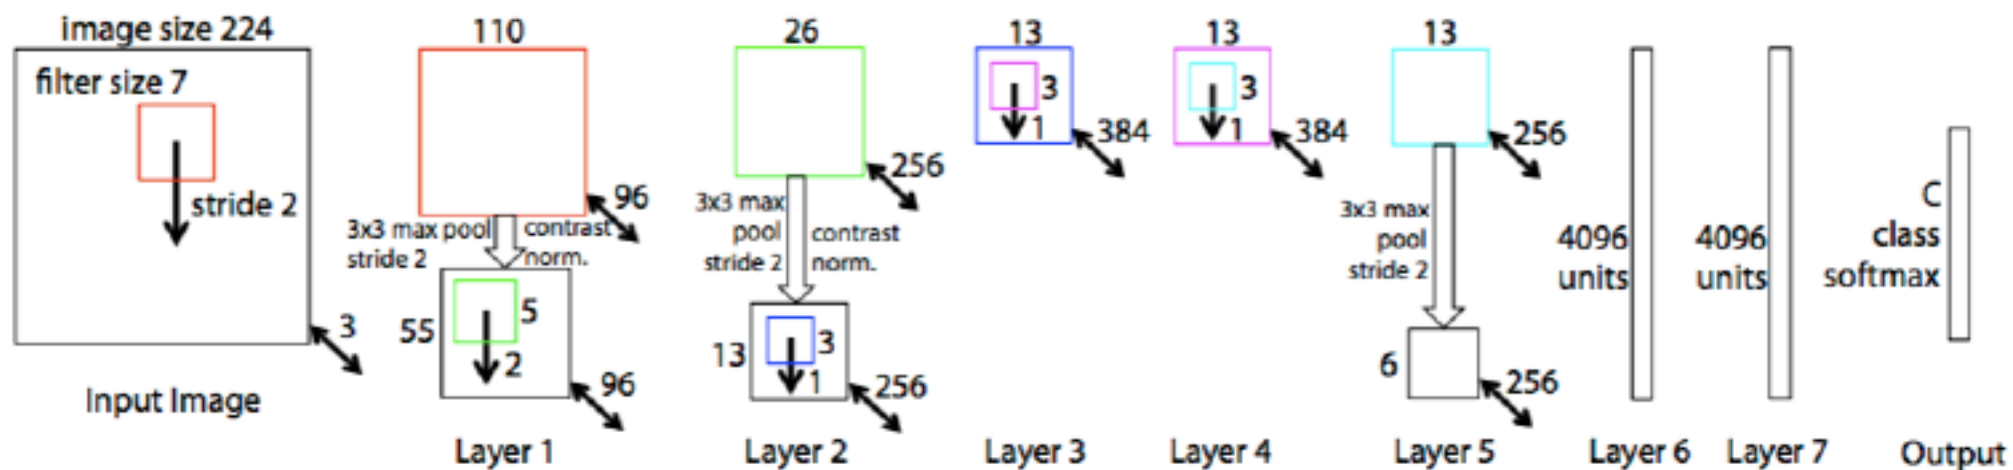 image size 224
filter size 7
stride 2
3
Input Image
110
96
3x3 max pool
stride 2
contrast
norm.
55
5
2
96
Layer 1
26
256
3x3 max
pool
stride 2
contrast
norm.
13
3
1
256
Layer 2
13
3
1
384
Layer 3
13
3
1
384
Layer 4
13
256
3x3 max
pool
stride 2
6
256
Layer 5
4096
units
Layer 6
4096
units
Layer 7
C
class
softmax
Output